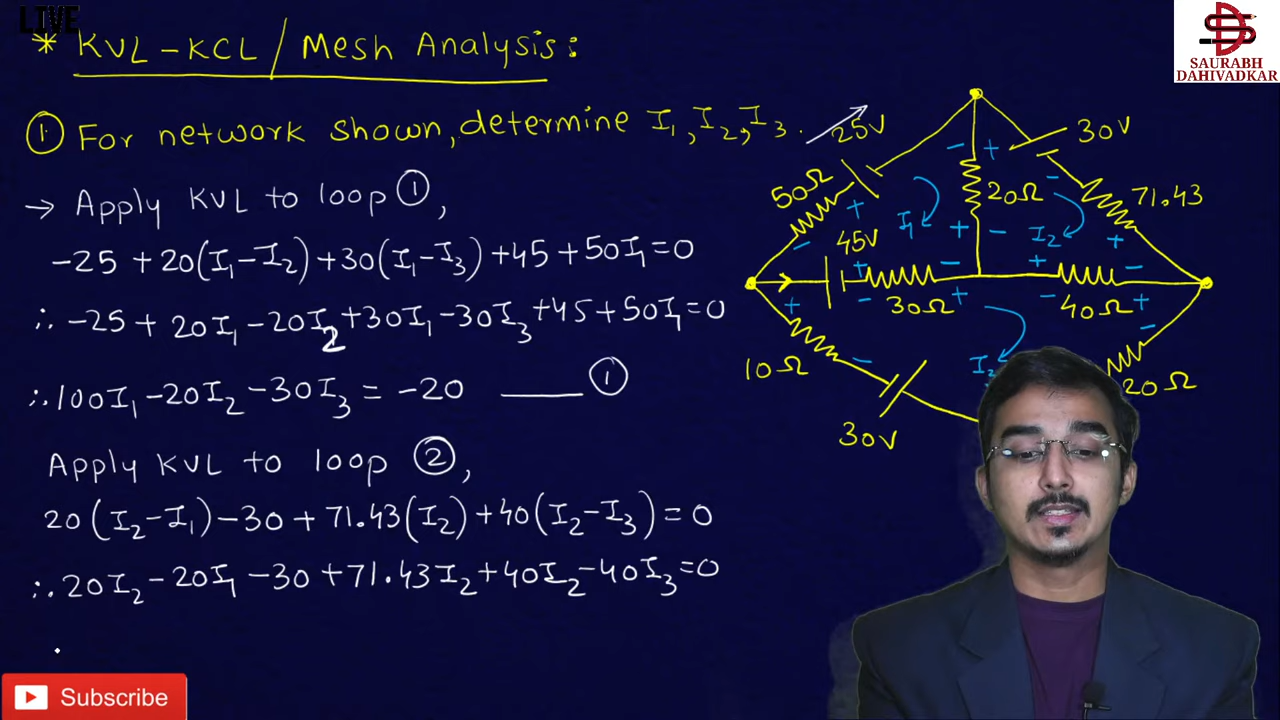 LIVE
* KVL-KCL / Mesh Analysis:
① For network shown, determine I₁, I₂, I₃.
→ Apply KVL to loop ①,
-25 + 20(I₁-I₂) + 30(I₁-I₃) + 45 + 50I₁ = 0
∴ -25 + 20I₁ - 20I₂ + 30I₁ - 30I₃ + 45 + 50I₁ = 0
∴ 100I₁ - 20I₂ - 30I₃ = -20 —— ①
Apply KVL to loop ②,
20(I₂-I₁) - 30 + 71.43(I₂) + 40(I₂-I₃) = 0
∴ 20I₂ - 20I₁ - 30 + 71.43I₂ + 40I₂ - 40I₃ = 0
Subscribe
SAURABH
DAHIVADKAR
25V
30V
50Ω
20Ω
71.43
45V
I₁
I₂
30Ω
40Ω
10Ω
20Ω
30V